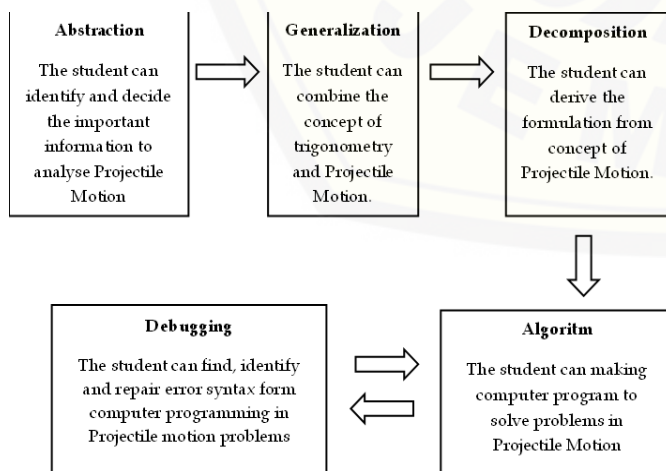 Abstraction
The student can
identify and decide
the important
information to
analyse Projectile
Motion
Generalization
The student can
combine the
concept of
trigonometry
and Projectile
Motion.
Decomposition
The student can
derive the
formulation from
concept of
Projectile Motion.
Debugging
The student can find, identify
and repair error syntax form
computer programming in
Projectile motion problems
Algoritm
The student can making
computer program to
solve problems in
Projectile Motion